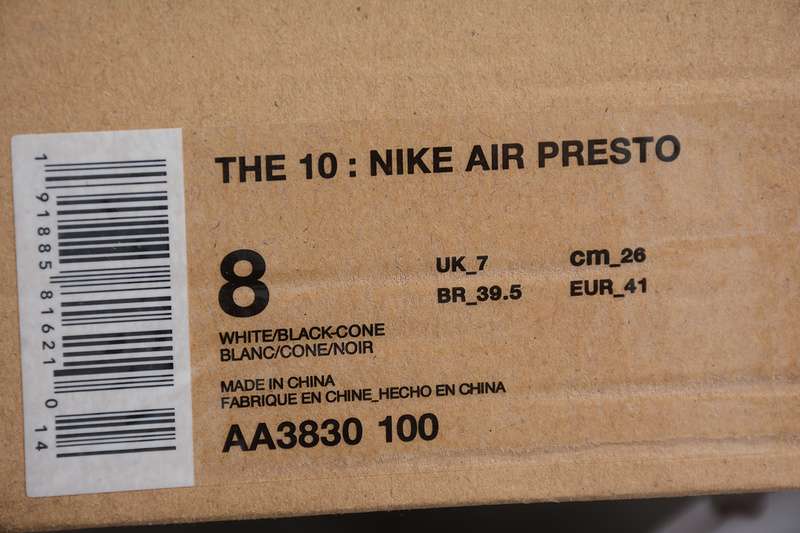 1 91885 81621 0 14
THE 10 : NIKE AIR PRESTO
8
UK_7 cm_26
BR_39.5 EUR_41
WHITE/BLACK-CONE
BLANC/CONE/NOIR
MADE IN CHINA
FABRIQUE EN CHINE_HECHO EN CHINA
AA3830 100